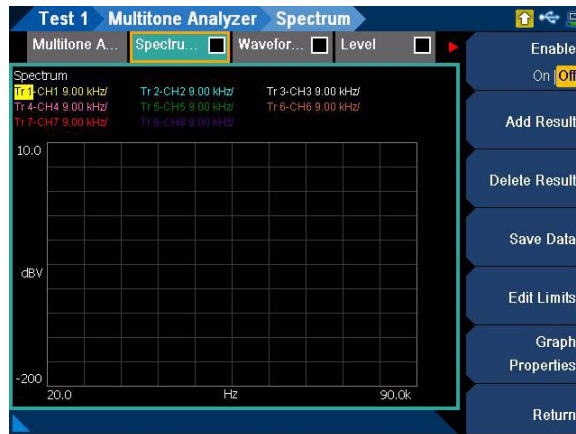 Test 1 Multitone Analyzer Spectrum
Mulltitone A... Spectru... Wavefor... Level
Spectrum
Tr 1-CH1 9.00 kHz/ Tr 2-CH2 9.00 kHz/ Tr 3-CH3 9.00 kHz/
Tr 4-CH4 9.00 kHz/ Tr 5-CH5 9.00 kHz/ Tr 6-CH6 9.00 kHz/
Tr 7-CH7 9.00 kHz/ Tr 8-CH8 9.00 kHz/
10.0
dBV
-200
20.0 Hz 90.0k
Enable
On | Off
Add Result
Delete Result
Save Data
Edit Limits
Graph
Properties
Return